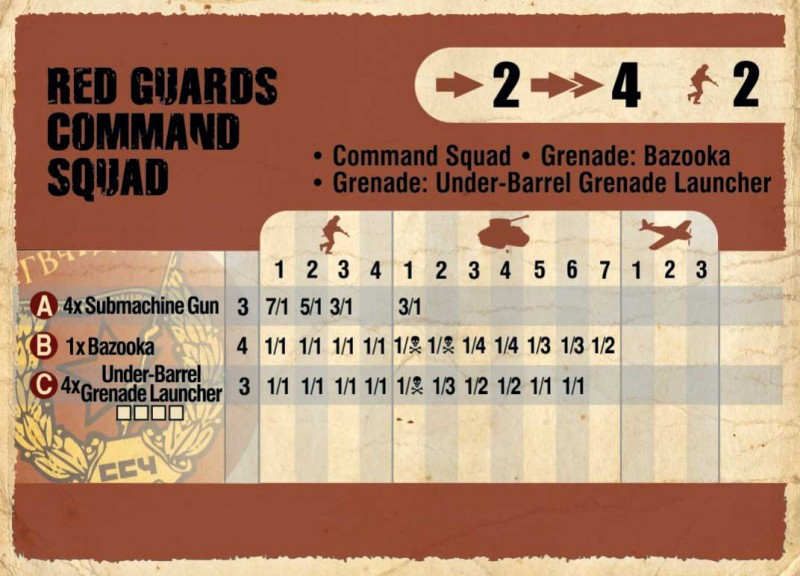 RED GUARDS
COMMAND
SQUAD
2 4 2
• Command Squad • Grenade: Bazooka
• Grenade: Under-Barrel Grenade Launcher
1 2 3 4 1 2 3 4 5 6 7 1 2 3
A 4x Submachine Gun 3 7/1 5/1 3/1 3/1
B 1x Bazooka 4 1/1 1/1 1/1 1/1 1/☠ 1/☠ 1/4 1/4 1/3 1/3 1/2
C 4x Under-Barrel
Grenade Launcher 3 1/1 1/1 1/1 1/1 1/☠ 1/3 1/2 1/2 1/1 1/1
ССЧ